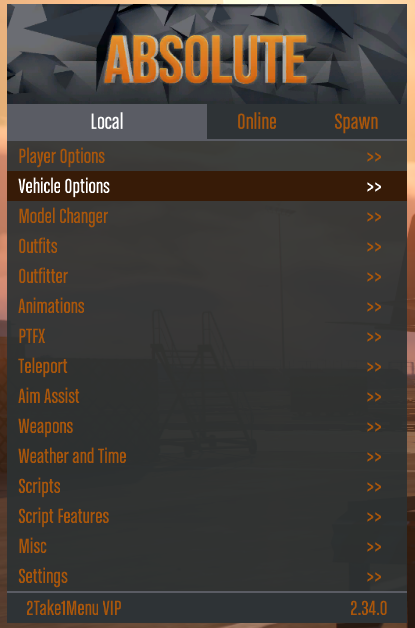 ABSOLUTE
Local Online Spawn
Player Options >>
Vehicle Options >>
Model Changer >>
Outfits >>
Outfitter >>
Animations >>
PTFX >>
Teleport >>
Aim Assist >>
Weapons >>
Weather and Time >>
Scripts >>
Script Features >>
Misc >>
Settings >>
2Take1Menu VIP 2.34.0